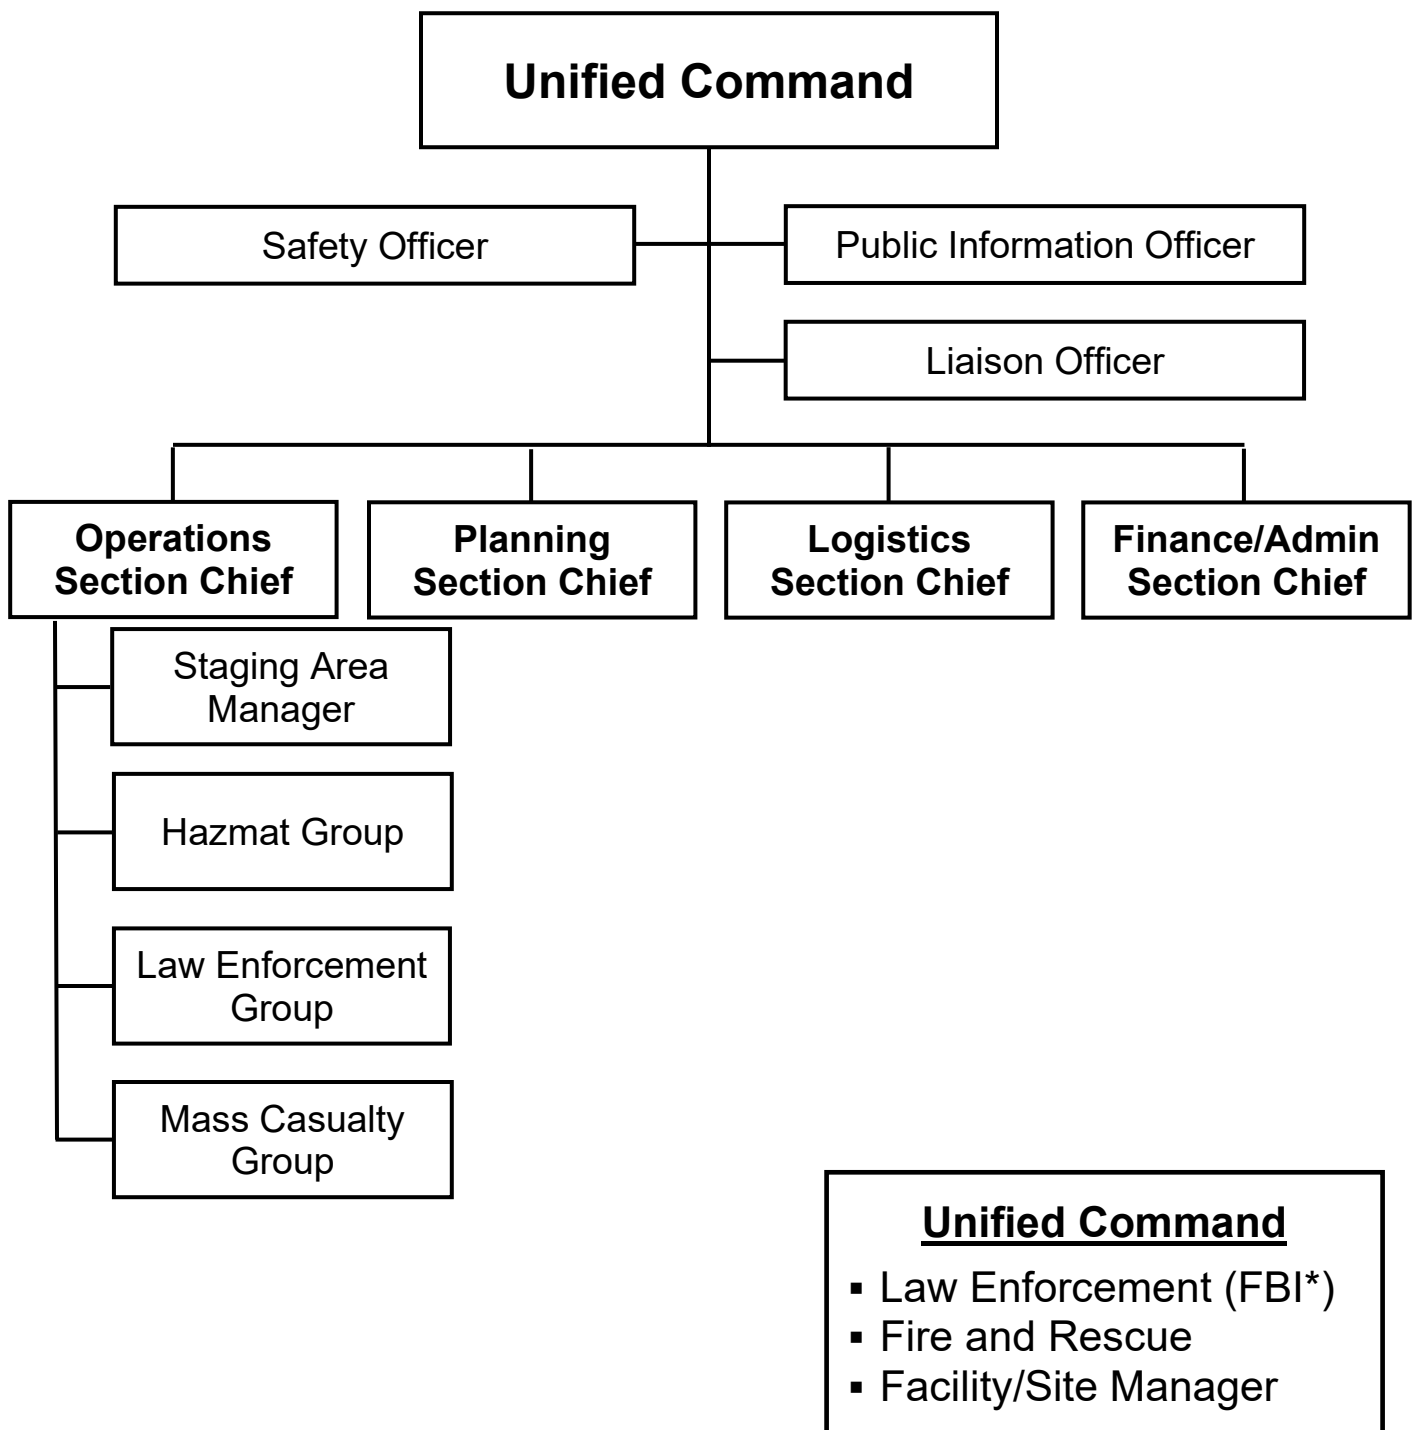 Unified Command
Safety Officer
Public Information Officer
Liaison Officer
Operations
Section Chief
Planning
Section Chief
Logistics
Section Chief
Finance/Admin
Section Chief
Staging Area
Manager
Hazmat Group
Law Enforcement
Group
Mass Casualty
Group
Unified Command
▪ Law Enforcement (FBI*)
▪ Fire and Rescue
▪ Facility/Site Manager